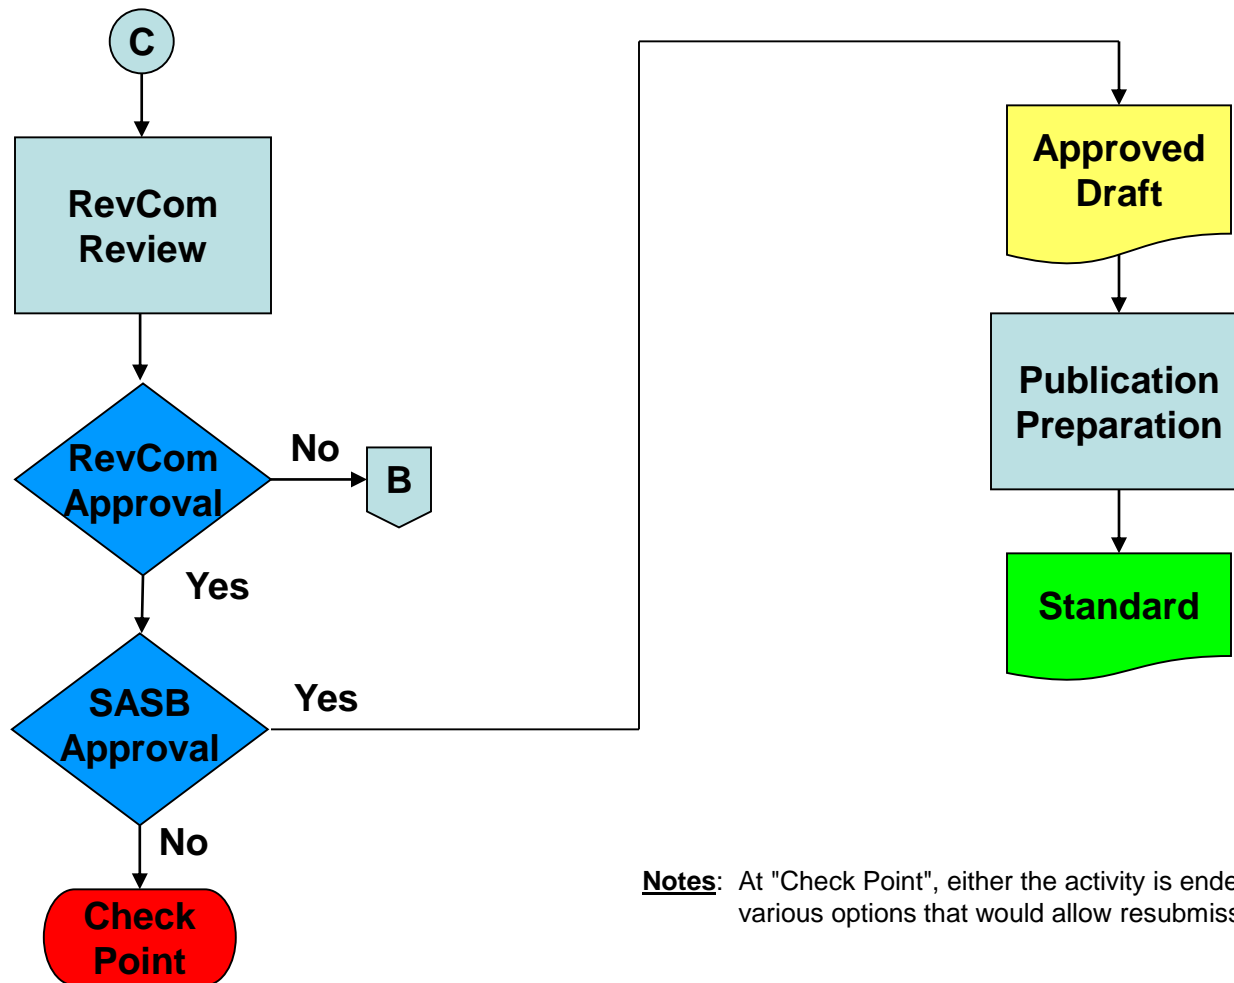 C
RevCom
Review
RevCom
Approval
No
B
Yes
SASB
Approval
Yes
No
Check
Point
Approved
Draft
Publication
Preparation
Standard
Notes: At "Check Point", either the activity is ende
various options that would allow resubmiss